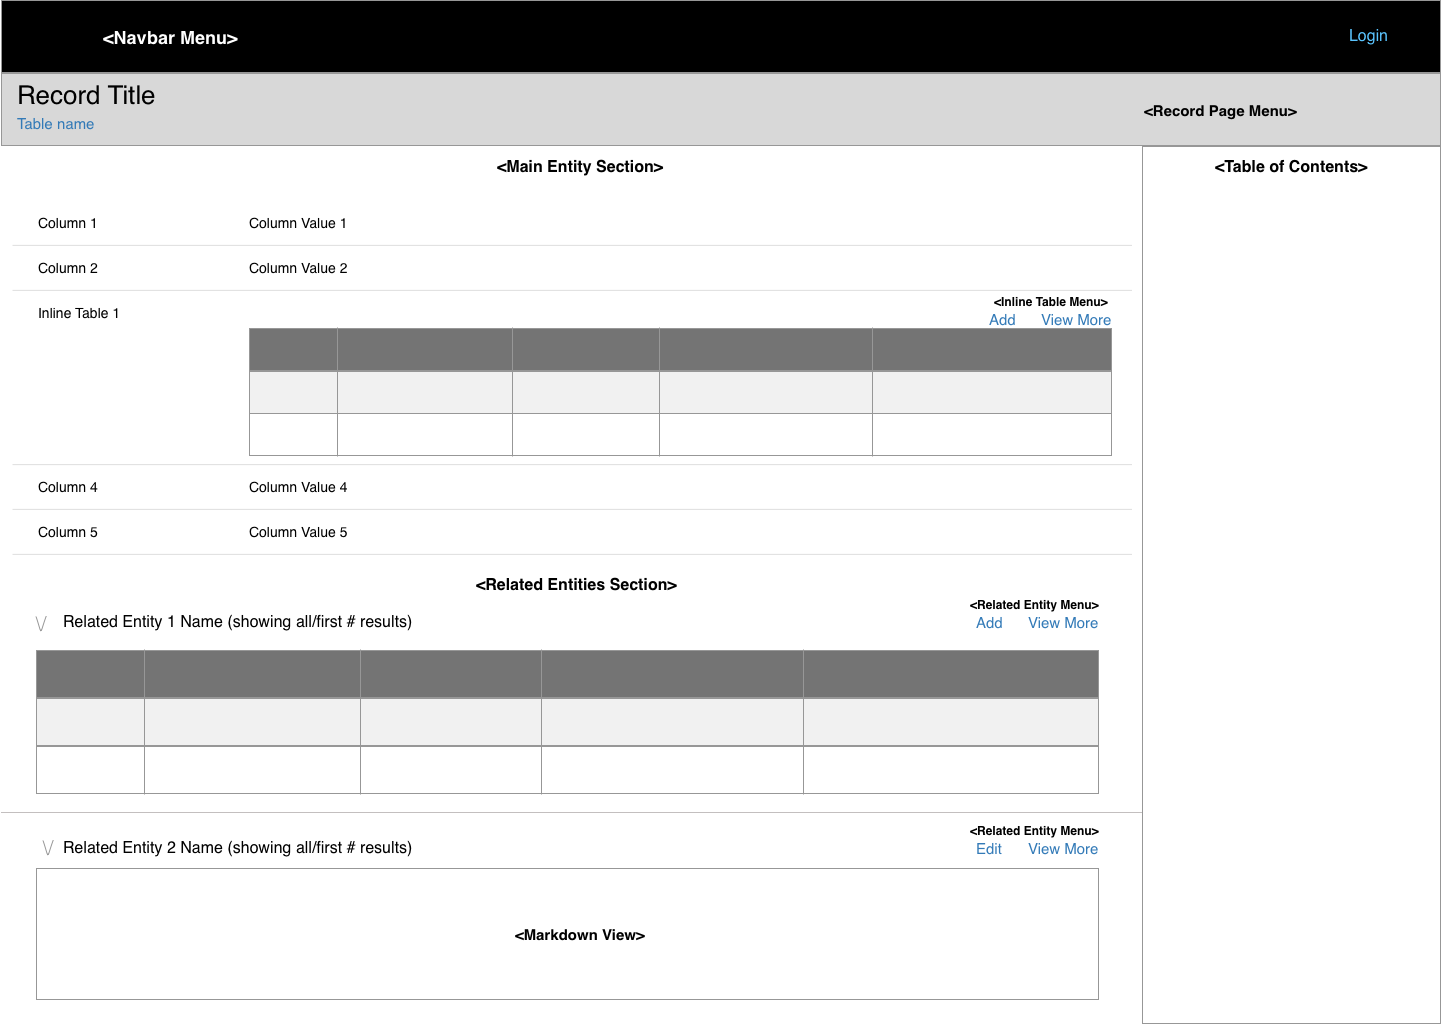 <Navbar Menu>
Login
Record Title
Table name
<Record Page Menu>
<Main Entity Section>
<Table of Contents>
Column 1 Column Value 1
Column 2 Column Value 2
Inline Table 1
<Inline Table Menu>
Add View More
Column 4 Column Value 4
Column 5 Column Value 5
<Related Entities Section>
<Related Entity Menu>
\/ Related Entity 1 Name (showing all/first # results) Add View More
<Related Entity Menu>
\/ Related Entity 2 Name (showing all/first # results) Edit View More
<Markdown View>